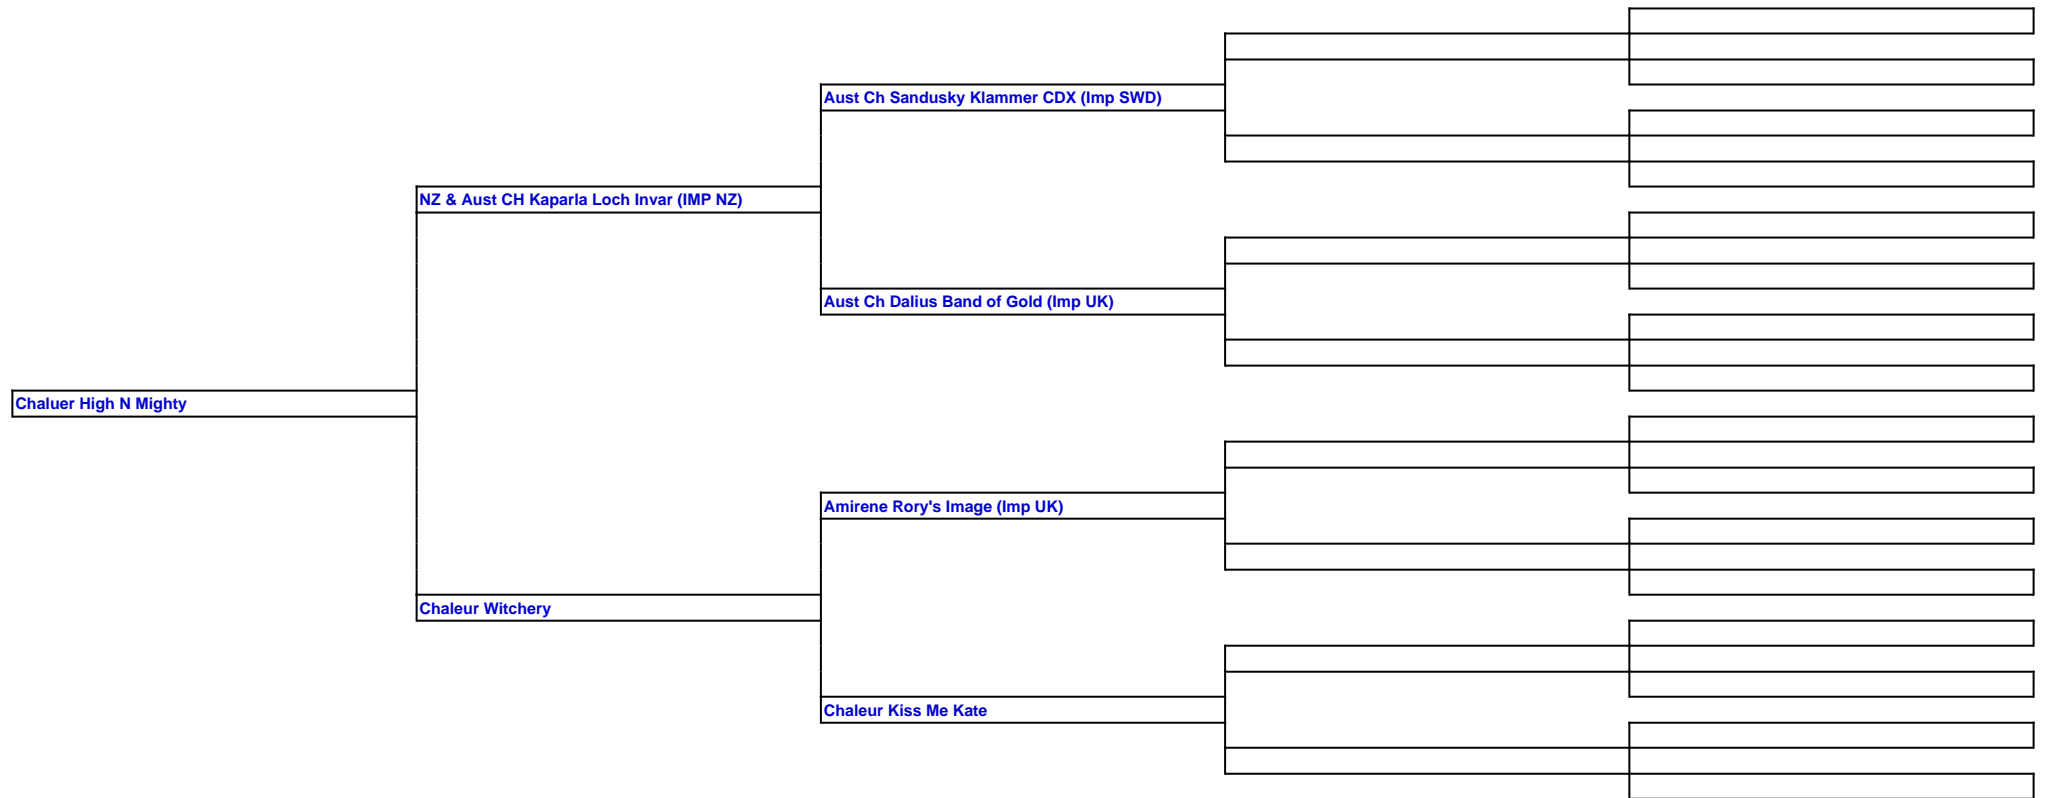 Aust Ch Sandusky Klammer CDX (Imp SWD)
NZ & Aust CH Kaparla Loch Invar (IMP NZ)
Aust Ch Dalius Band of Gold (Imp UK)
Chaluer High N Mighty
Amirene Rory's Image (Imp UK)
Chaleur Witchery
Chaleur Kiss Me Kate